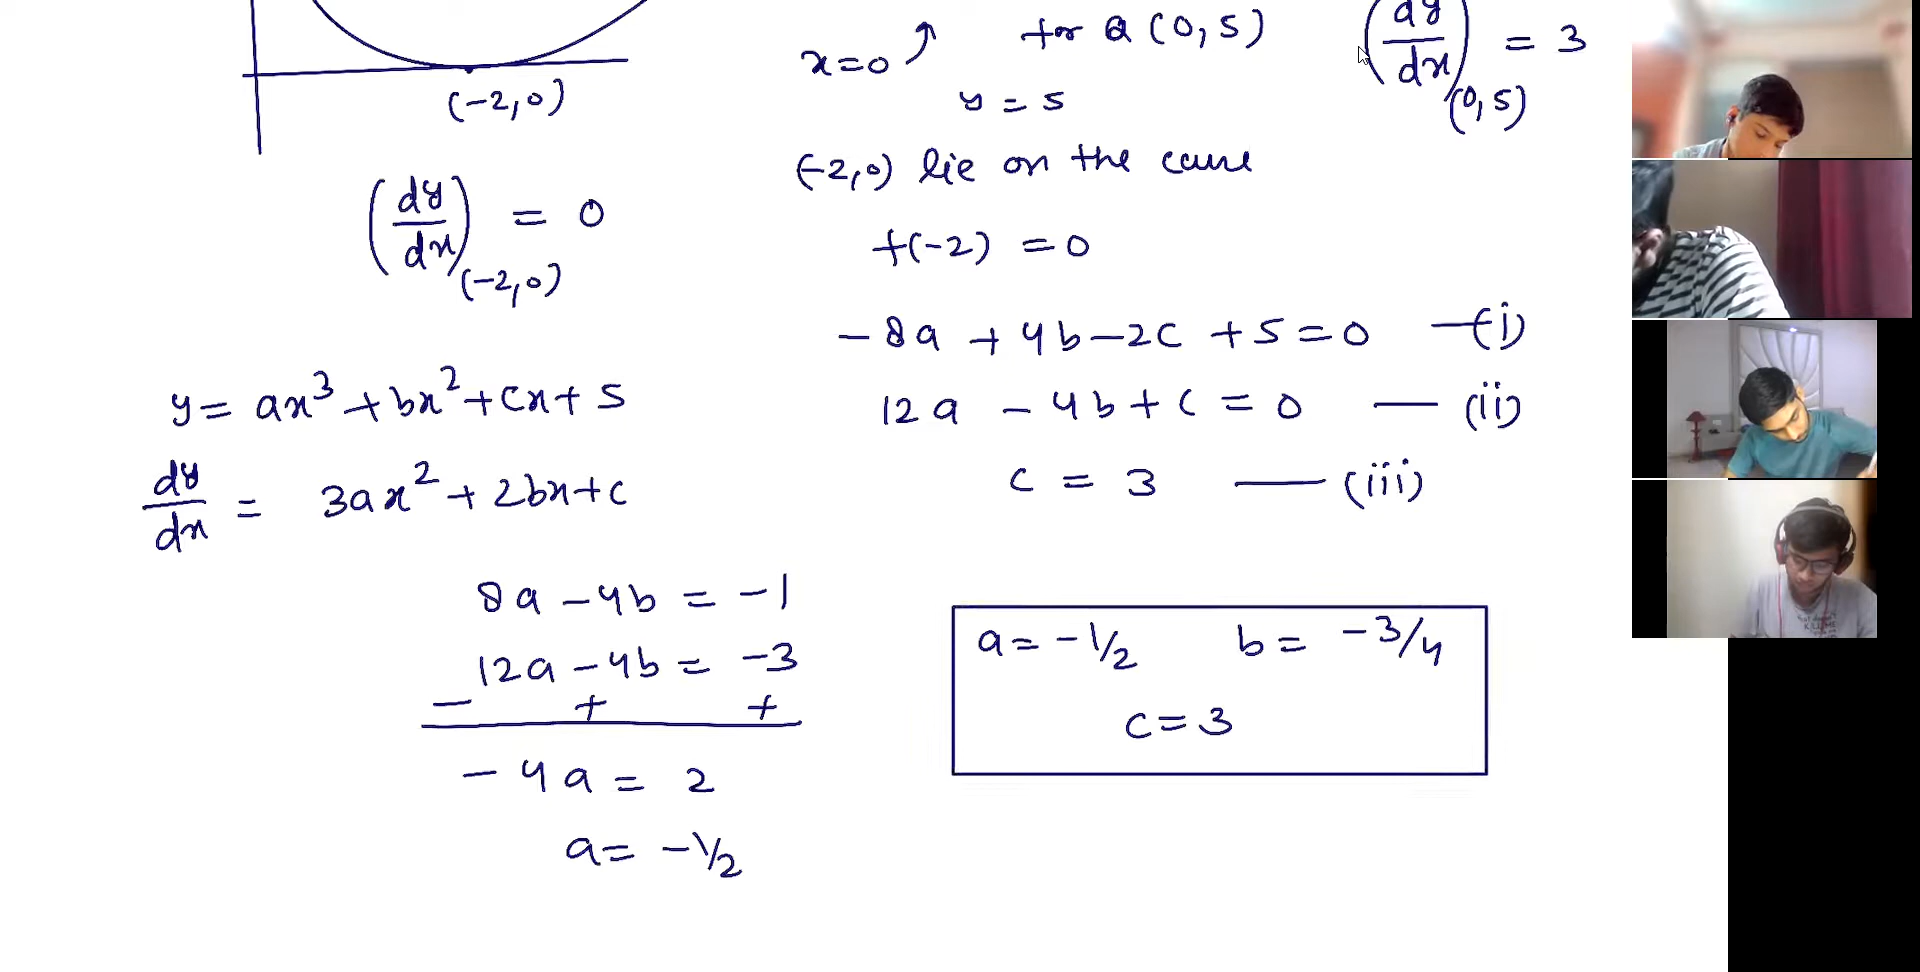 x=0 for Q (0,5) (dy/dx)(0,5) = 3
(-2,0)
y = 5
(-2,0) lie on the curve
(dy/dx)(-2,0) = 0
f(-2) = 0
-8a + 4b-2c +5=0 —(i)
y= ax³+bx²+cx+5
12a - 4b+c = 0 — (ii)
dy/dx = 3ax²+2bx+c
c = 3 — (iii)
8a -4b = -1
12a -4b = -3
- + +
-4a = 2
a= -1/2
a= -1/2 b= -3/4
c=3